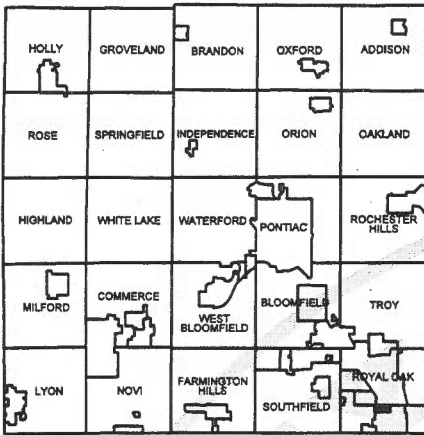 HOLLY GROVELAND BRANDON OXFORD ADDISON
ROSE SPRINGFIELD INDEPENDENCE ORION OAKLAND
HIGHLAND WHITE LAKE WATERFORD PONTIAC ROCHESTER
HILLS
MILFORD COMMERCE WEST
BLOOMFIELD BLOOMFIELD TROY
LYON NOVI FARMINGTON
HILLS SOUTHFIELD ROYAL OAK